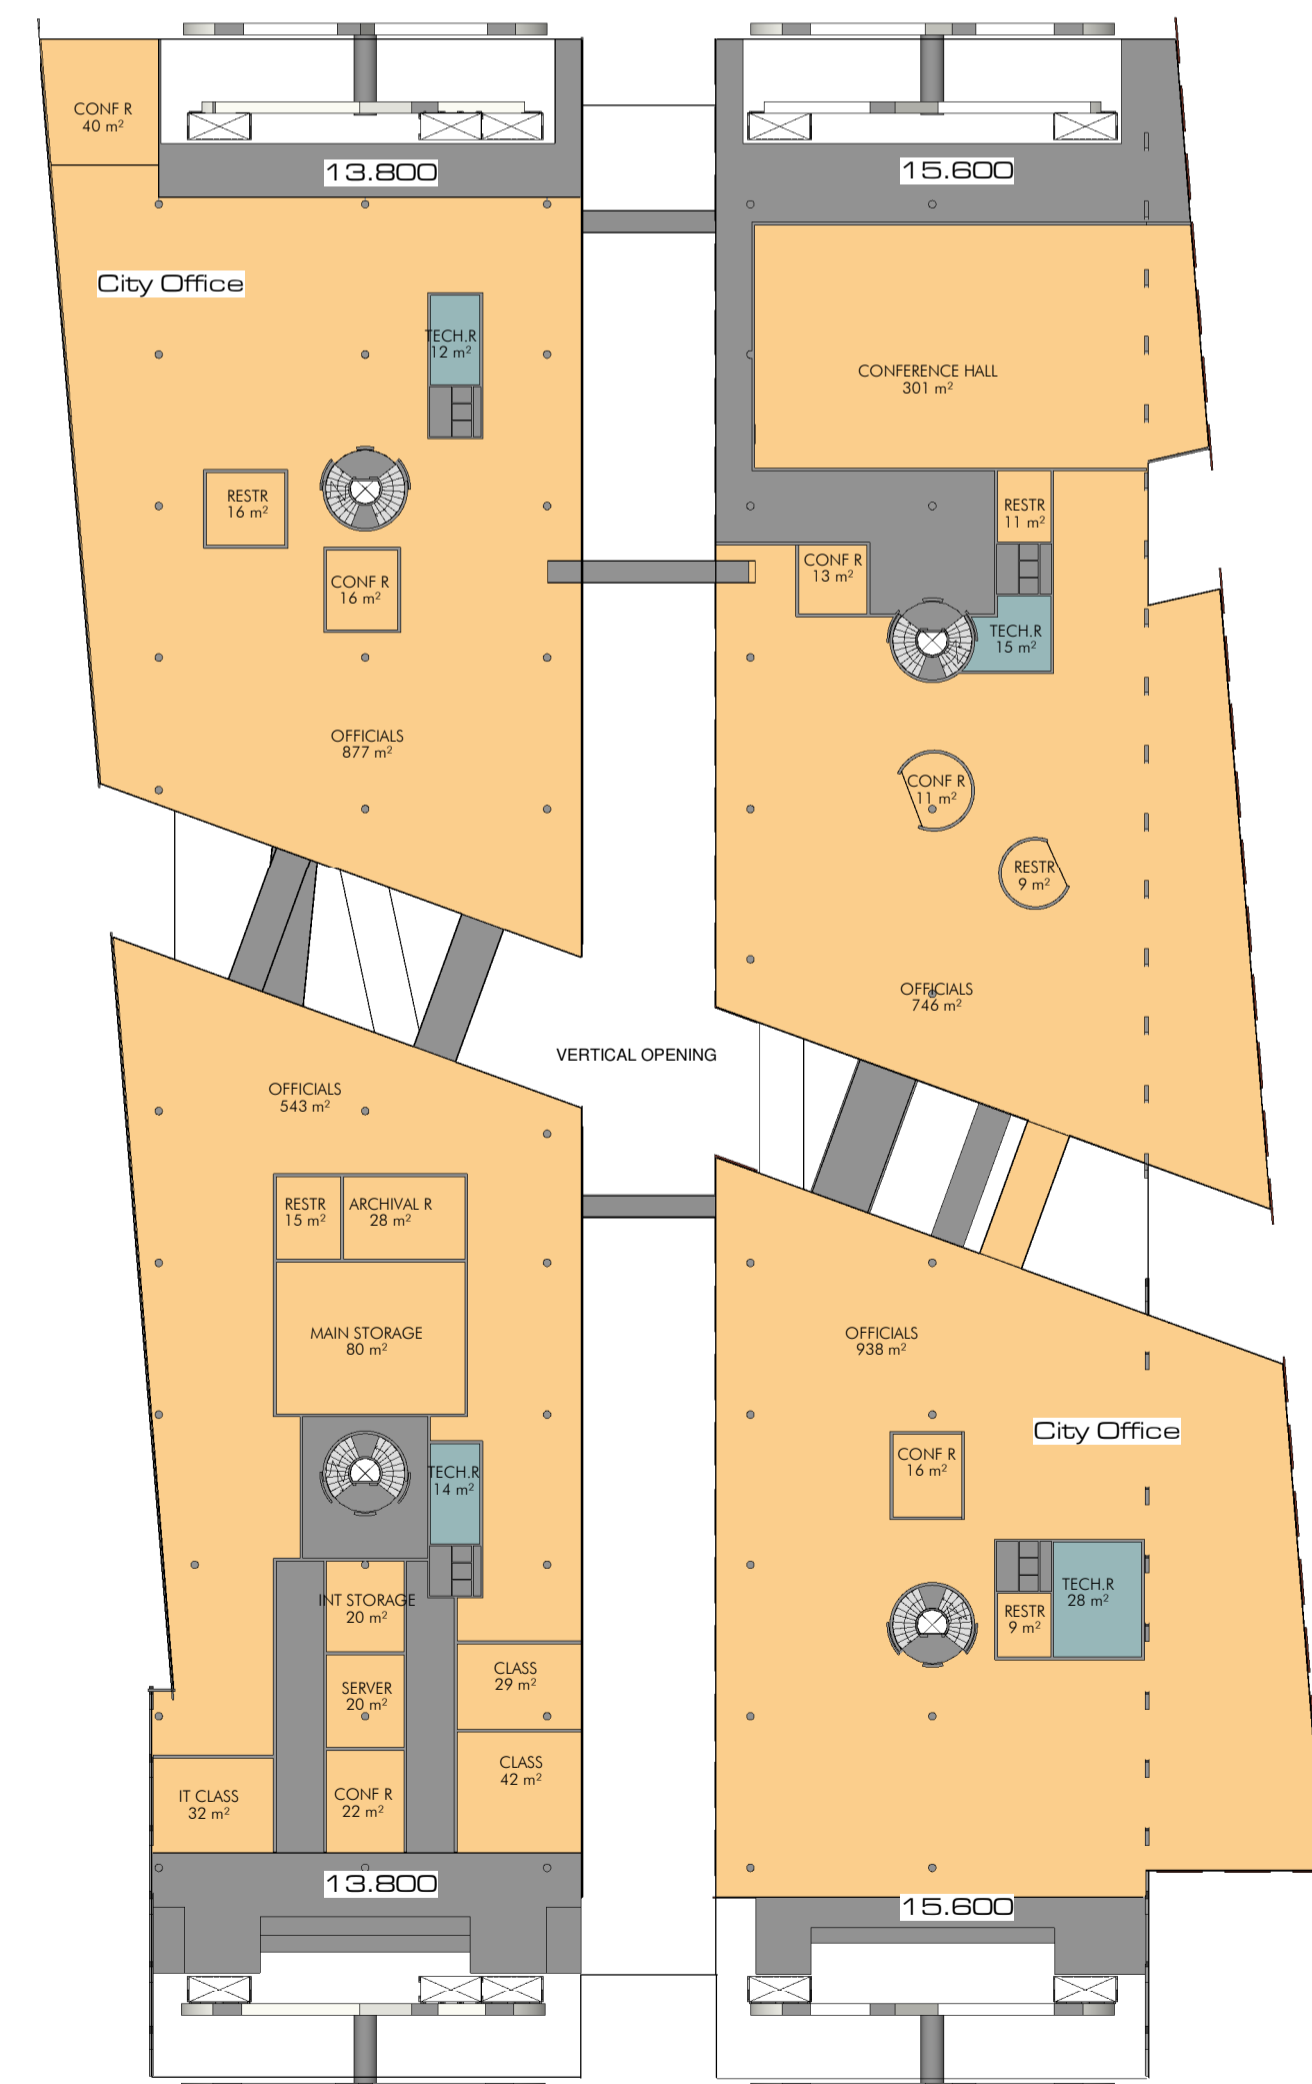 CONF R
40 m²
13.800
15.600
City Office
TECH.R
12 m²
CONFERENCE HALL
301 m²
RESTR
16 m²
RESTR
11 m²
CONF R
16 m²
CONF R
13 m²
TECH.R
15 m²
OFFICIALS
877 m²
CONF R
11 m²
RESTR
9 m²
OFFICIALS
746 m²
VERTICAL OPENING
OFFICIALS
543 m²
RESTR
15 m²
ARCHIVAL R
28 m²
MAIN STORAGE
80 m²
OFFICIALS
938 m²
City Office
CONF R
16 m²
TECH.R
14 m²
INT STORAGE
20 m²
TECH.R
28 m²
RESTR
9 m²
CLASS
29 m²
SERVER
20 m²
CLASS
42 m²
IT CLASS
32 m²
CONF R
22 m²
13.800
15.600